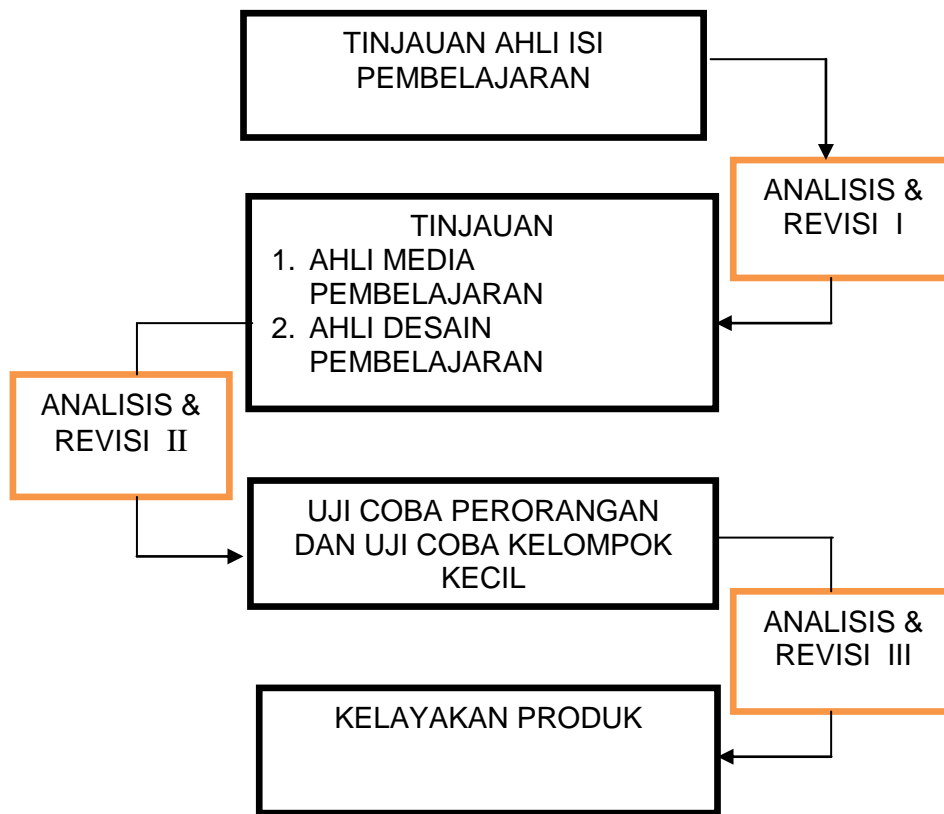 TINJAUAN AHLI ISI
PEMBELAJARAN
ANALISIS &
REVISI I
TINJAUAN
1. AHLI MEDIA
PEMBELAJARAN
2. AHLI DESAIN
PEMBELAJARAN
ANALISIS &
REVISI II
UJI COBA PERORANGAN
DAN UJI COBA KELOMPOK
KECIL
ANALISIS &
REVISI III
KELAYAKAN PRODUK